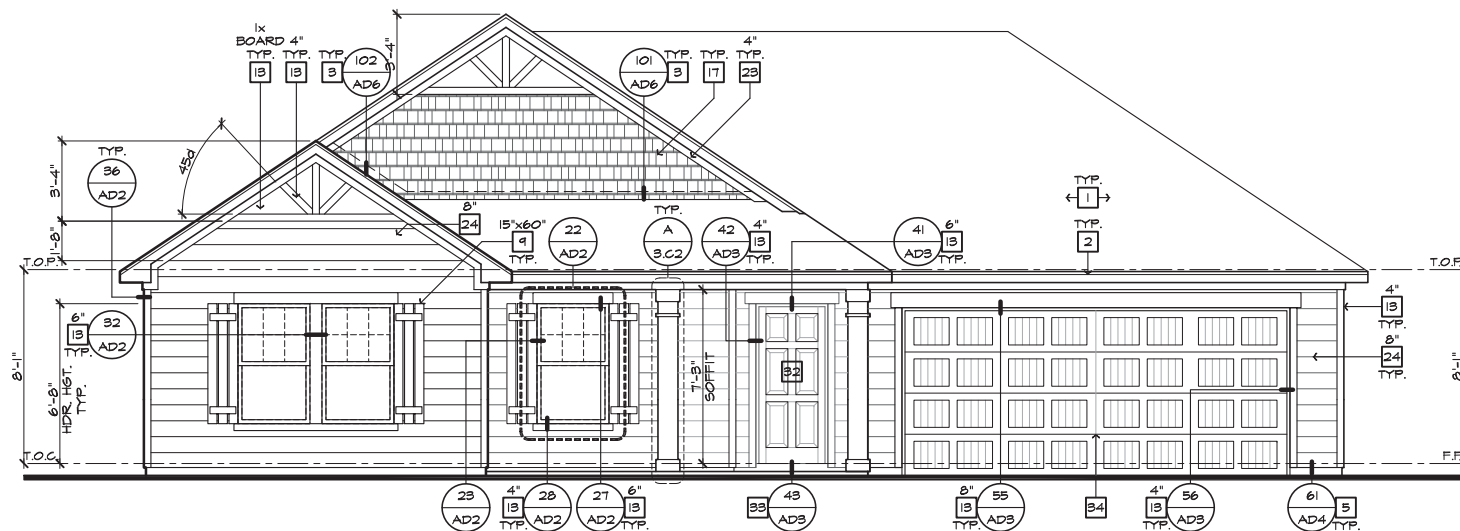 1x
BOARD
TYP.
13
4"
TYP.
13
TYP.
3
102
AD6
3'-4"
101
AD6
TYP.
3
TYP.
17
4"
TYP.
23
TYP.
36
AD2
45d
3'-4"
1'-8"
8"
24
15"x60"
9
TYP.
22
AD2
TYP.
A
3.C2
42
AD3
4"
13
TYP.
41
AD3
6"
13
TYP.
TYP.
1
TYP.
2
T.O.P.
T.O.P.
8'-1"
6"
13
TYP.
32
AD2
6'-8"
HDR. HGT.
TYP.
7'-3"
SOFFIT
32
4"
13
TYP.
8"
24
TYP.
8'-1"
T.O.C.
F.F.
23
AD2
4"
13
TYP.
28
AD2
27
AD2
6"
13
TYP.
33
43
AD3
8"
13
TYP.
55
AD3
34
4"
13
TYP.
56
AD3
61
AD4
5
TYP.